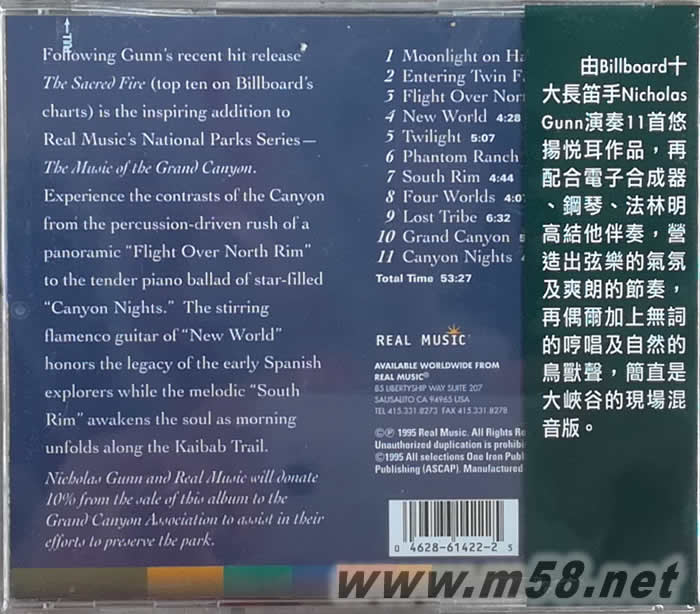 Following Gunn's recent hit release
The Sacred Fire (top ten on Billboard's
charts) is the inspiring addition to
Real Music's National Parks Series—
The Music of the Grand Canyon.
Experience the contrasts of the Canyon
from the percussion-driven rush of a
panoramic "Flight Over North Rim"
to the tender piano ballad of star-filled
"Canyon Nights." The stirring
flamenco guitar of "New World"
honors the legacy of the early Spanish
explorers while the melodic "South
Rim" awakens the soul as morning
unfolds along the Kaibab Trail.
Nicholas Gunn and Real Music will donate
10% from the sale of this album to the
Grand Canyon Association to assist in their
efforts to preserve the park.
1 Moonlight on
2 Entering Twin
3 Flight Over
4 New World 4:28
5 Twilight 5:07
6 Phantom Ranch
7 South Rim 4:44
8 Four Worlds
9 Lost Tribe 6:32
10 Grand Canyon
11 Canyon Nights
Total Time 53:27
REAL MUSIC
AVAILABLE WORLDWIDE FROM
REAL MUSIC®
85 LIBERTYSHIP WAY SUITE 207
SAUSALITO CA 94965 USA
TEL 415.331.8273 FAX 415.331.8278
©℗ 1995 Real Music. All Rights
Unauthorized duplication is
©1995 All selections One Iron
Publishing (ASCAP). Manufactured
0 4628-61422-2 5
由Billboard十
大長笛手Nicholas
Gunn演奏11首悠
揚悅耳作品，再
配合電子合成器
、鋼琴、法林明
高結他伴奏，營
造出弦樂的氣氛
及爽朗的節奏，
再偶爾加上無詞
的哼唱及自然的
鳥獸聲，簡直是
大峽谷的現場混
音版。
www.m58.net